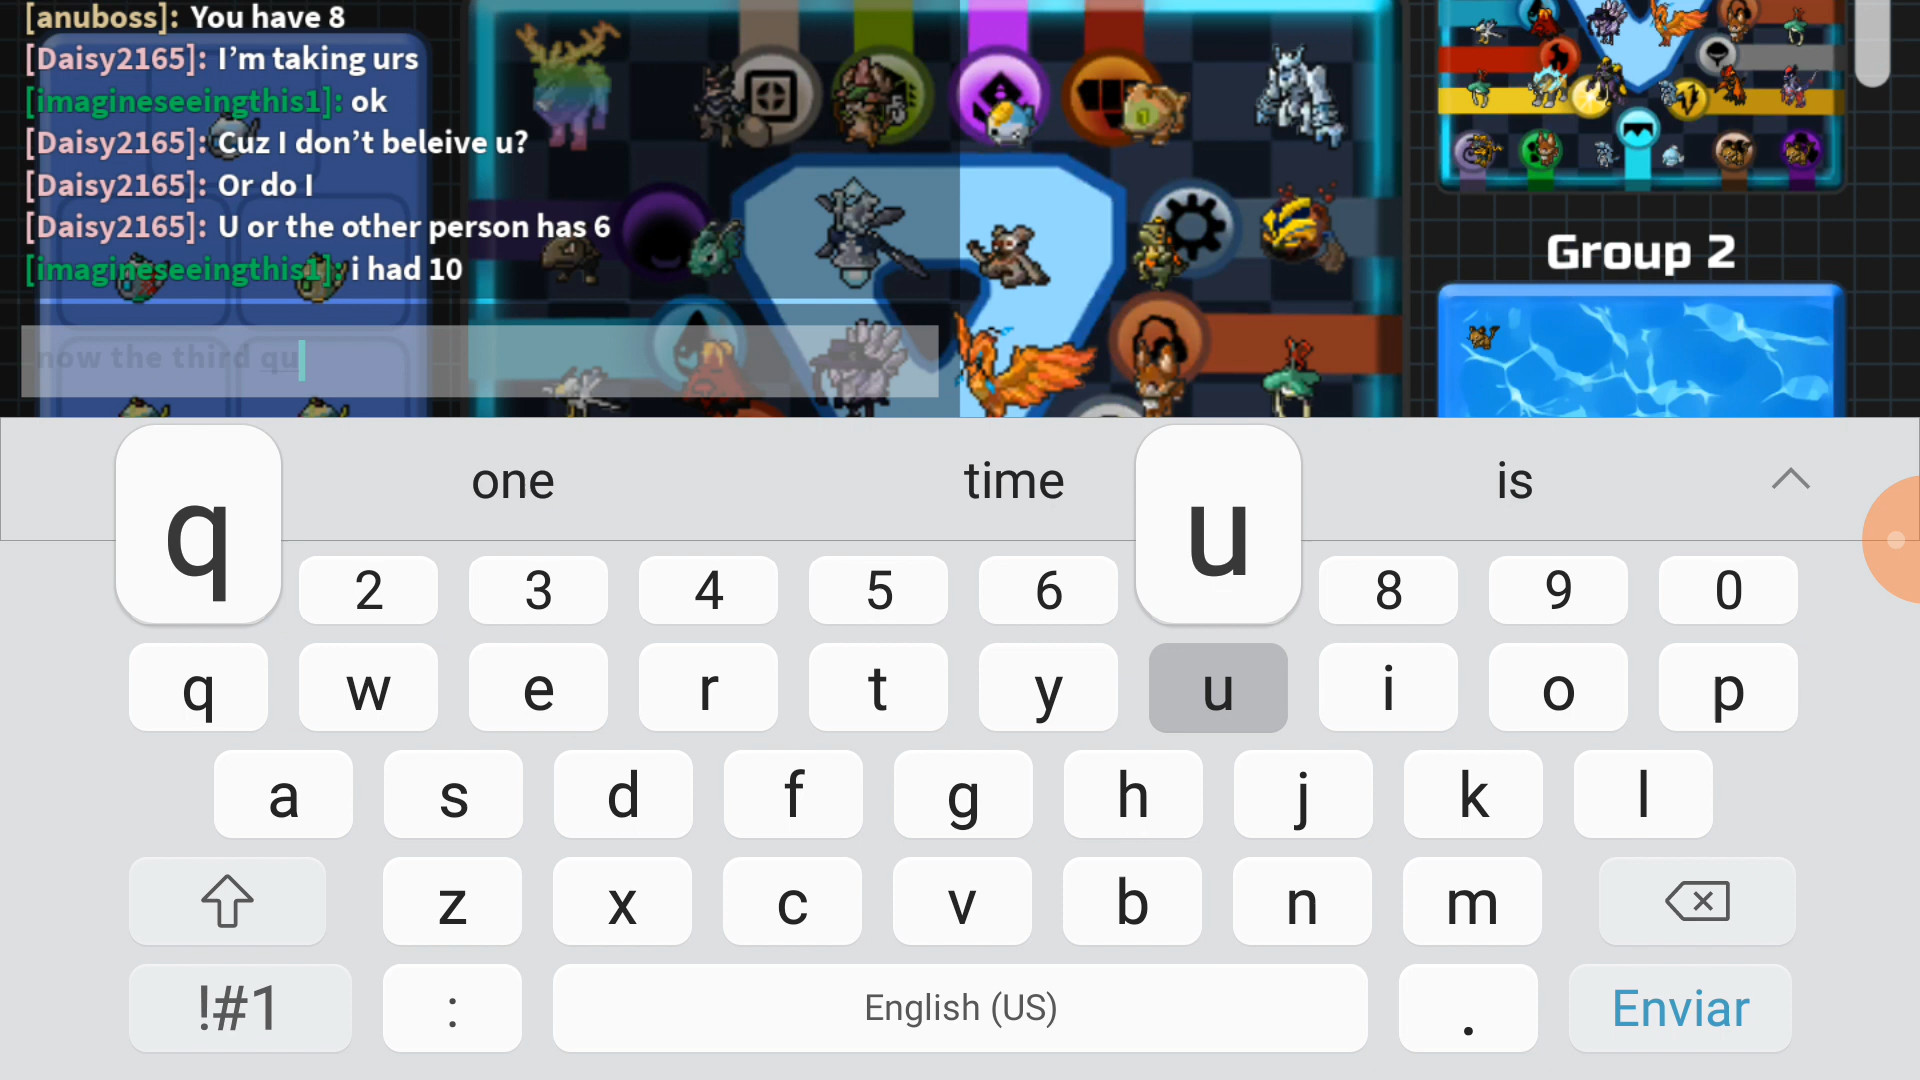 [anuboss]: You have 8
[Daisy2165]: I’m taking urs
[imagineseeingthis1]: ok
[Daisy2165]: Cuz I don’t beleive u?
[Daisy2165]: Or do I
[Daisy2165]: U or the other person has 6
[imagineseeingthis1]: i had 10
now the third qu
Group 2
q one time u is
2 3 4 5 6 8 9 0
q w e r t y u i o p
a s d f g h j k l
z x c v b n m
!#1 : English (US) . Enviar